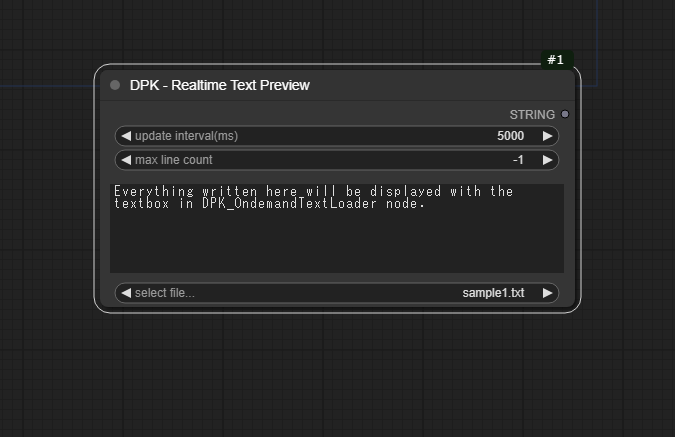 #1
DPK - Realtime Text Preview
STRING
update interval(ms) 5000
max line count -1
Everything written here will be displayed with the
textbox in DPK_OndemandTextLoader node.
select file... sample1.txt